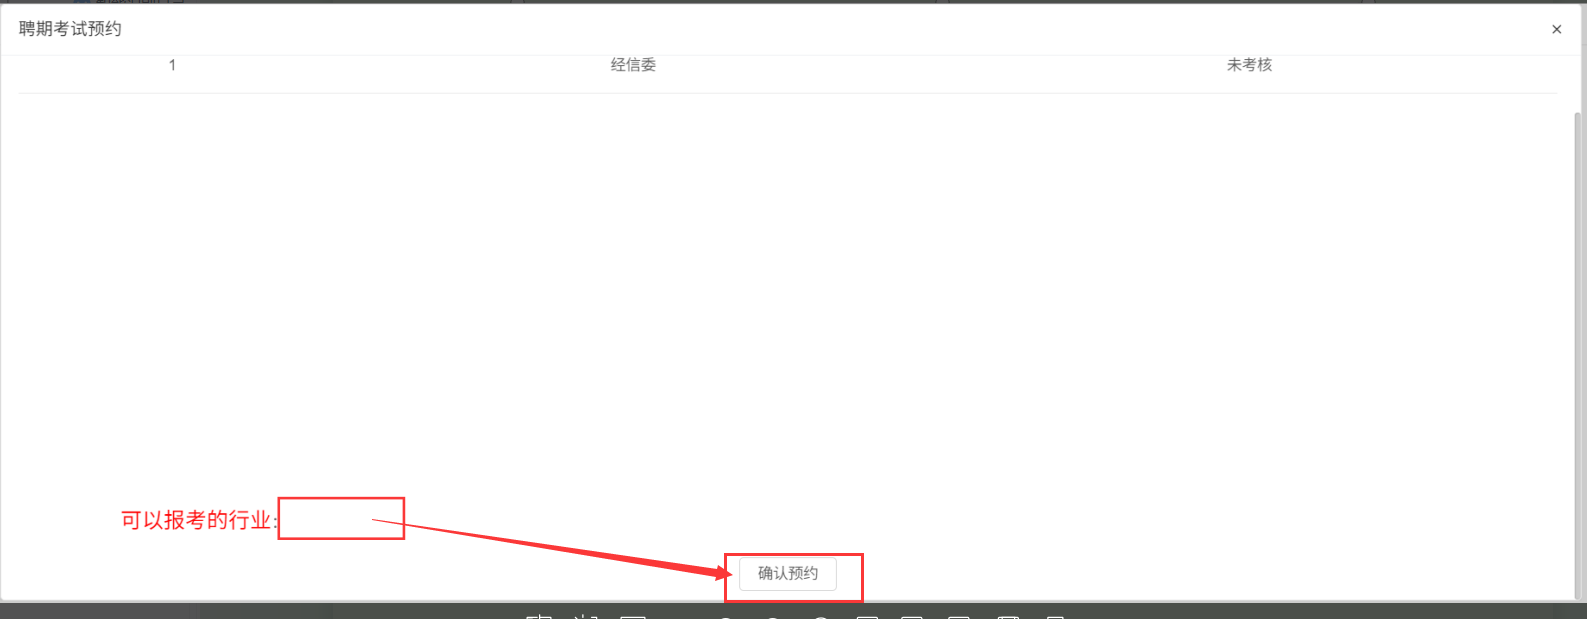 聘期考试预约
×
1 经信委 未考核
可以报考的行业:
确认预约